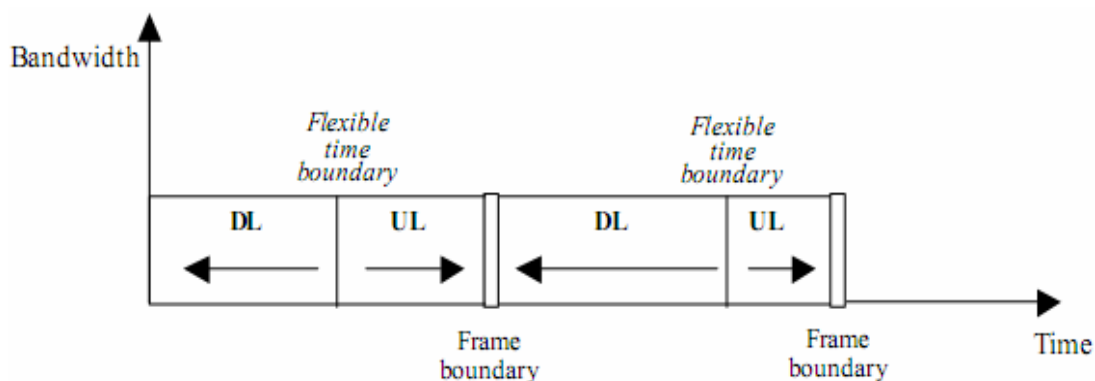 Bandwidth
Flexible
time
boundary
Flexible
time
boundary
DL
UL
DL
UL
Frame
boundary
Frame
boundary
Time